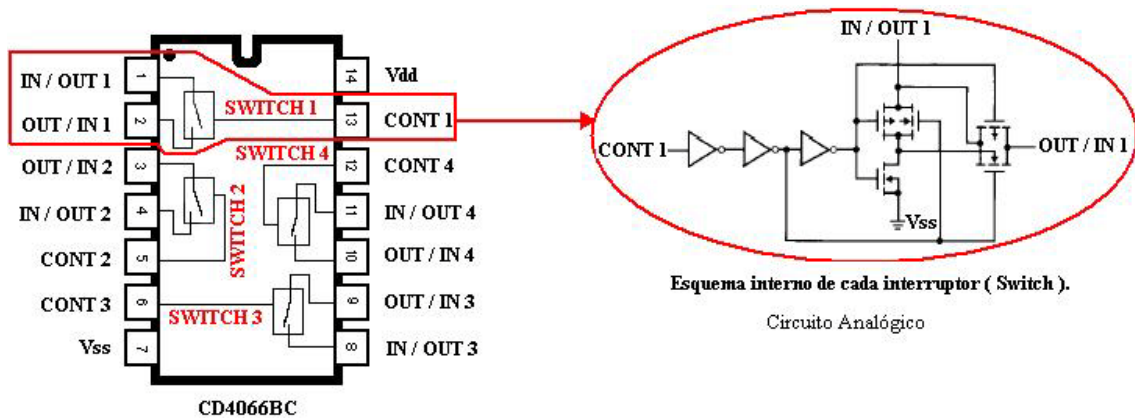 IN / OUT 1
1
OUT / IN 1
2
OUT / IN 2
3
IN / OUT 2
4
CONT 2
5
CONT 3
6
Vss
7
14
Vdd
13
CONT 1
12
CONT 4
11
IN / OUT 4
10
OUT / IN 4
9
OUT / IN 3
8
IN / OUT 3
SWITCH 1
SWITCH 4
SWITCH 2
SWITCH 3
CD4066BC
IN / OUT 1
CONT 1
OUT / IN 1
Vss
Esquema interno de cada interruptor ( Switch ).
Circuito Analógico